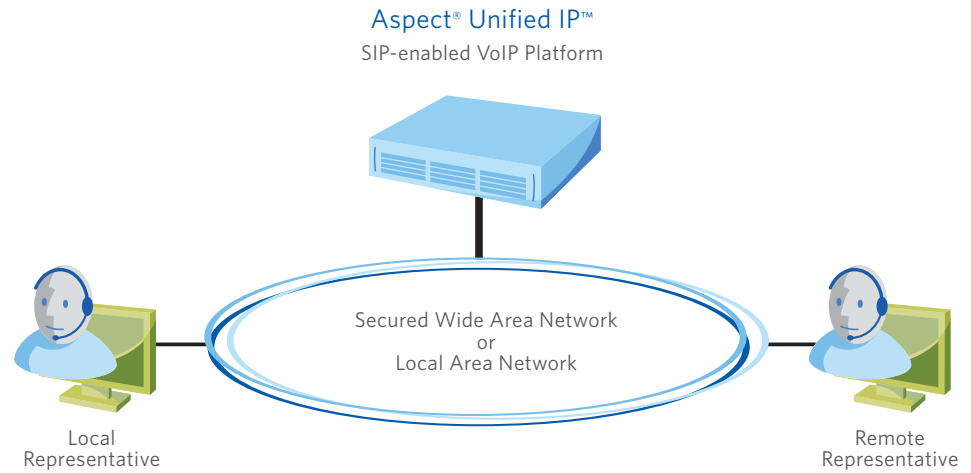 Aspect® Unified IP™
SIP-enabled VoIP Platform
Secured Wide Area Network
or
Local Area Network
Local
Representative
Remote
Representative